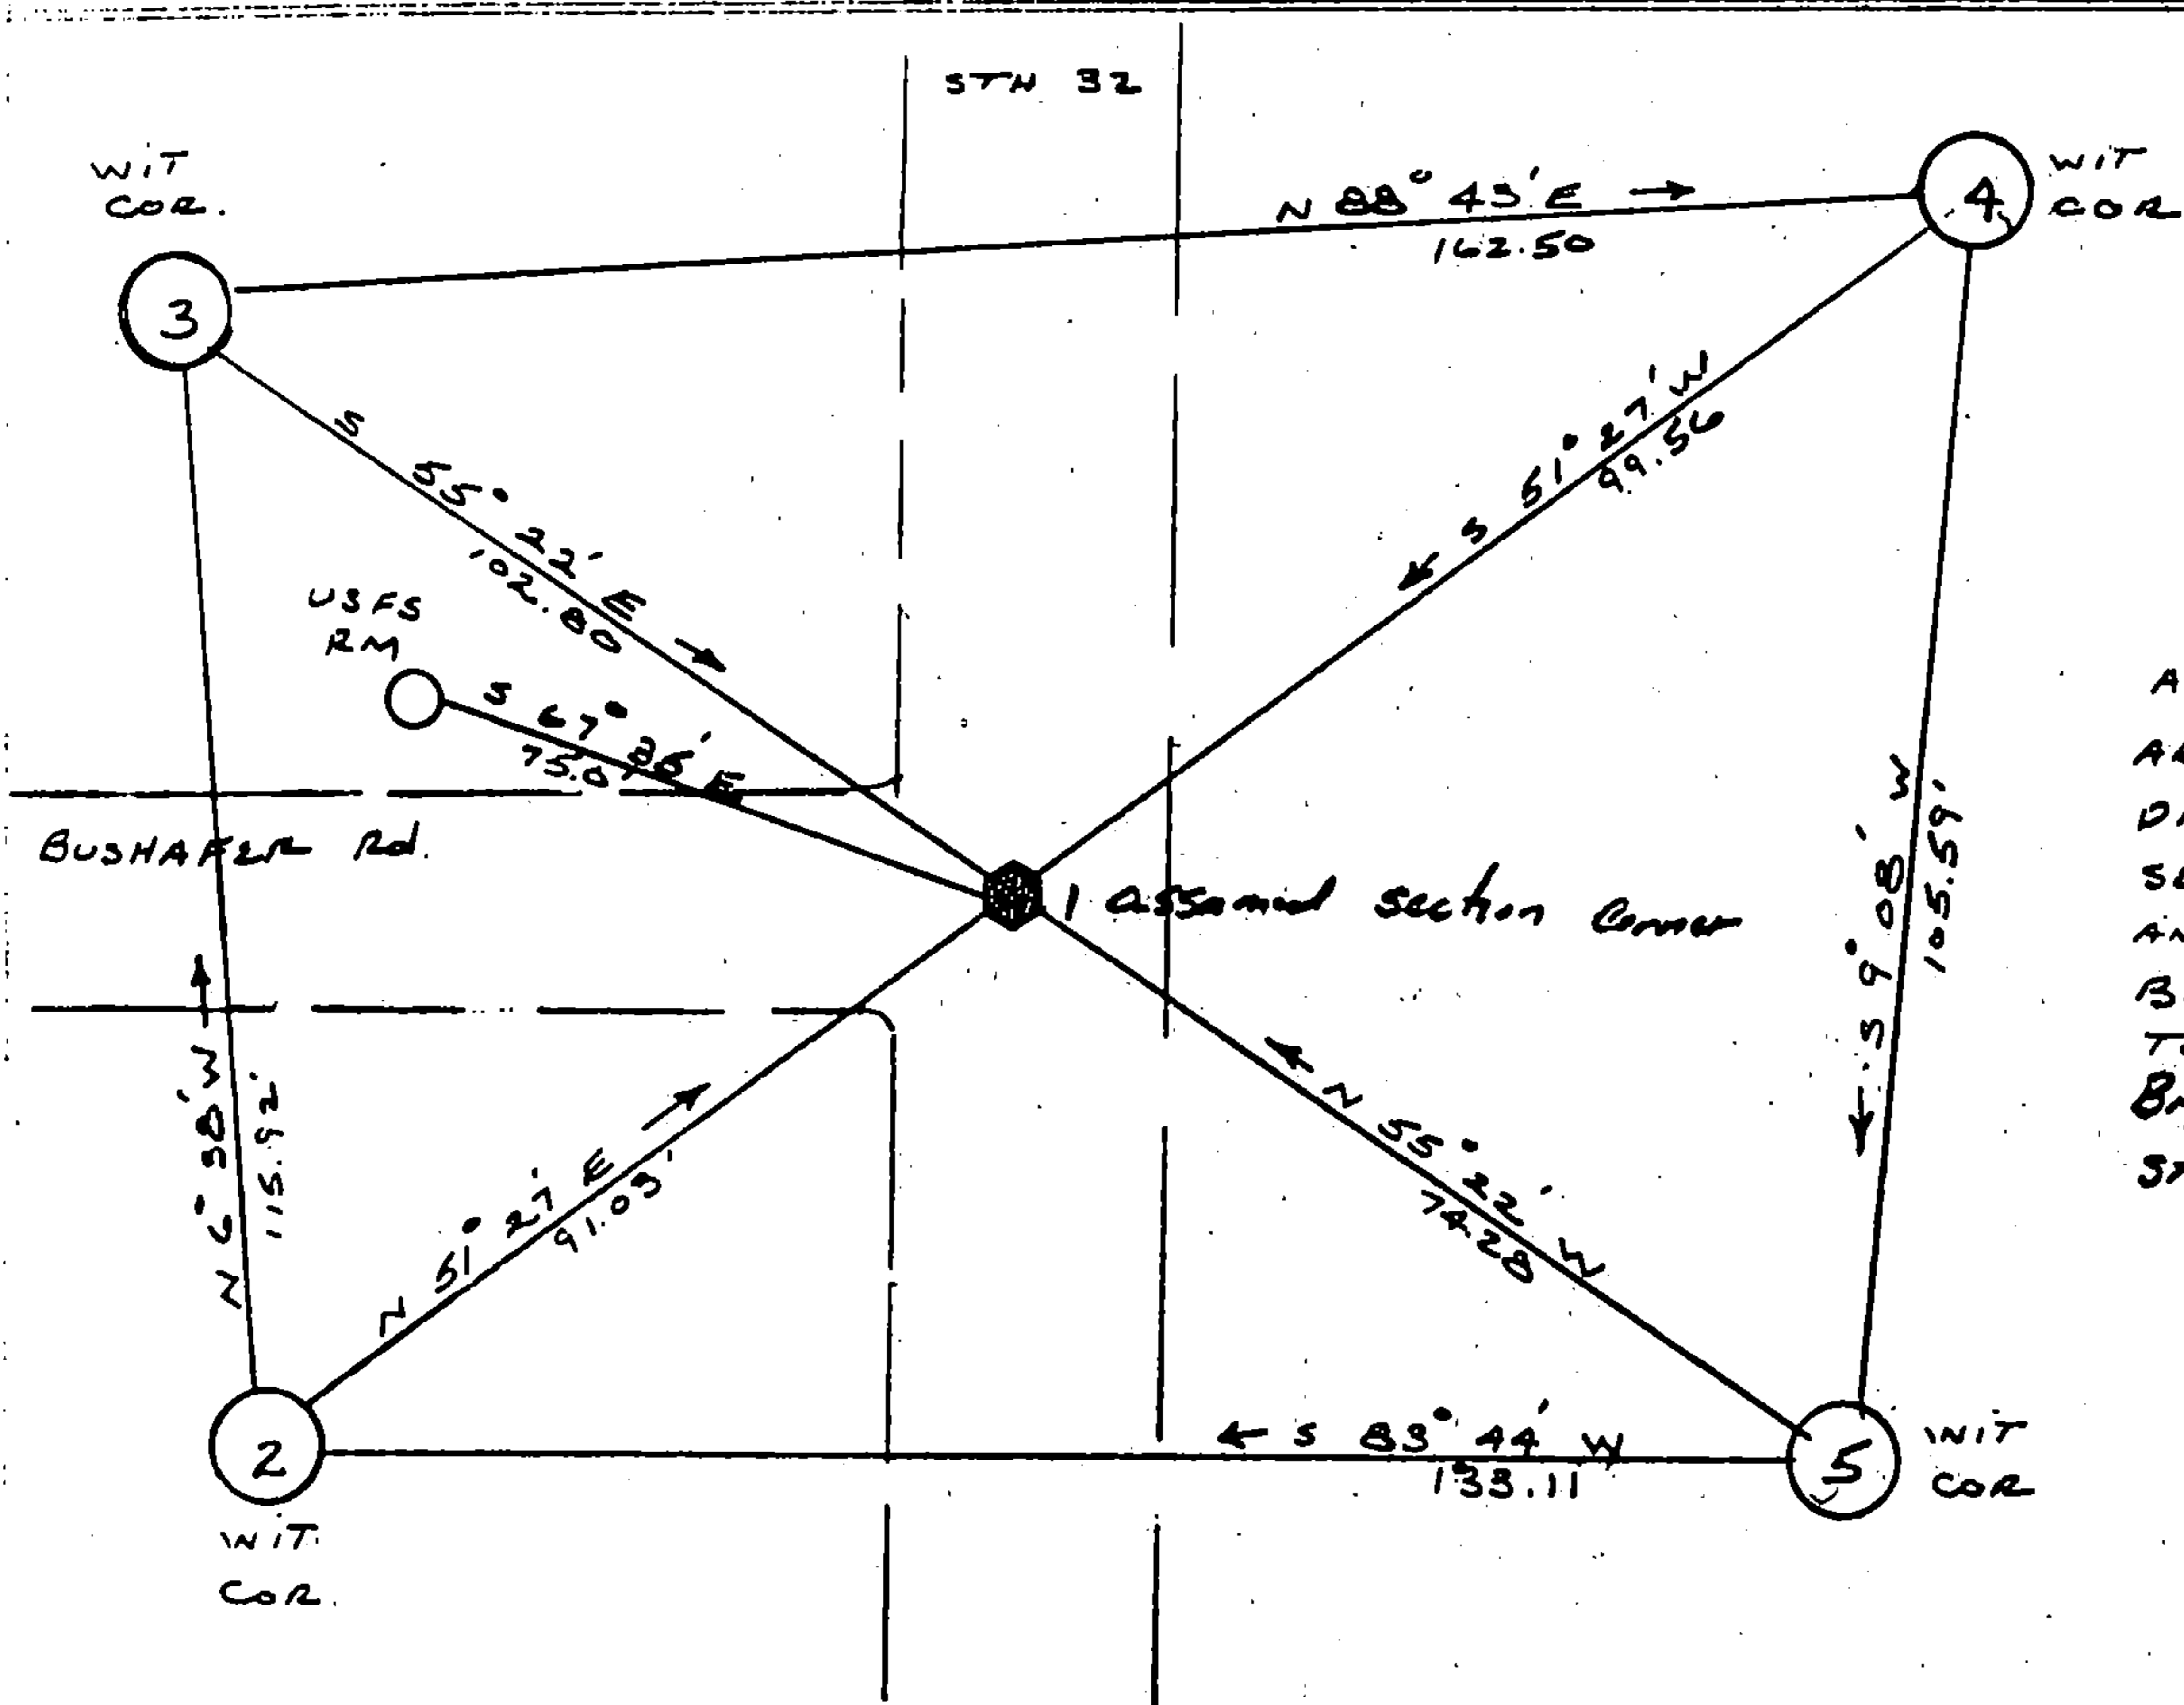 STH 32
WIT
COR.
WIT
COR
N 88° 43' E
162.50
3
4
S 55° 22' E
102.80
S 51° 27' W
99.56
USFS
RM
S 67° 36' E
75.0
S 9° 08' W
105.59'
BUSHAFER Rd.
1 assomed section Corner
N 6° 38' W
115.92'
N 51° 27' E
91.03'
N 55° 22' W
74.28
S 83° 44' W
133.11
2
5
WIT
COR
WIT
COR.